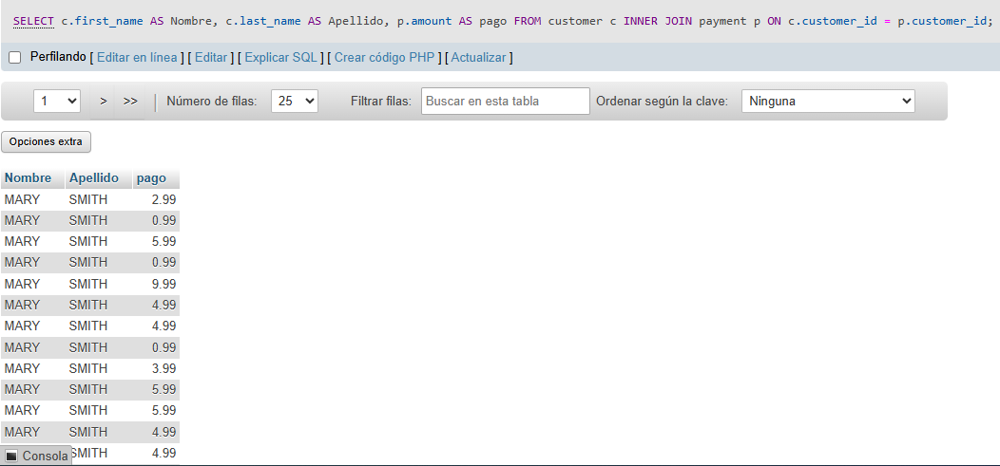 SELECT c.first_name AS Nombre, c.last_name AS Apellido, p.amount AS pago FROM customer c INNER JOIN payment p ON c.customer_id = p.customer_id;
Perfilando [ Editar en línea ] [ Editar ] [ Explicar SQL ] [ Crear código PHP ] [ Actualizar ]
1 > >> | Número de filas: 25 Filtrar filas: Buscar en esta tabla Ordenar según la clave: Ninguna
Opciones extra
Nombre Apellido pago
MARY SMITH 2.99
MARY SMITH 0.99
MARY SMITH 5.99
MARY SMITH 0.99
MARY SMITH 9.99
MARY SMITH 4.99
MARY SMITH 4.99
MARY SMITH 0.99
MARY SMITH 3.99
MARY SMITH 5.99
MARY SMITH 5.99
MARY SMITH 4.99
Consola SMITH 4.99